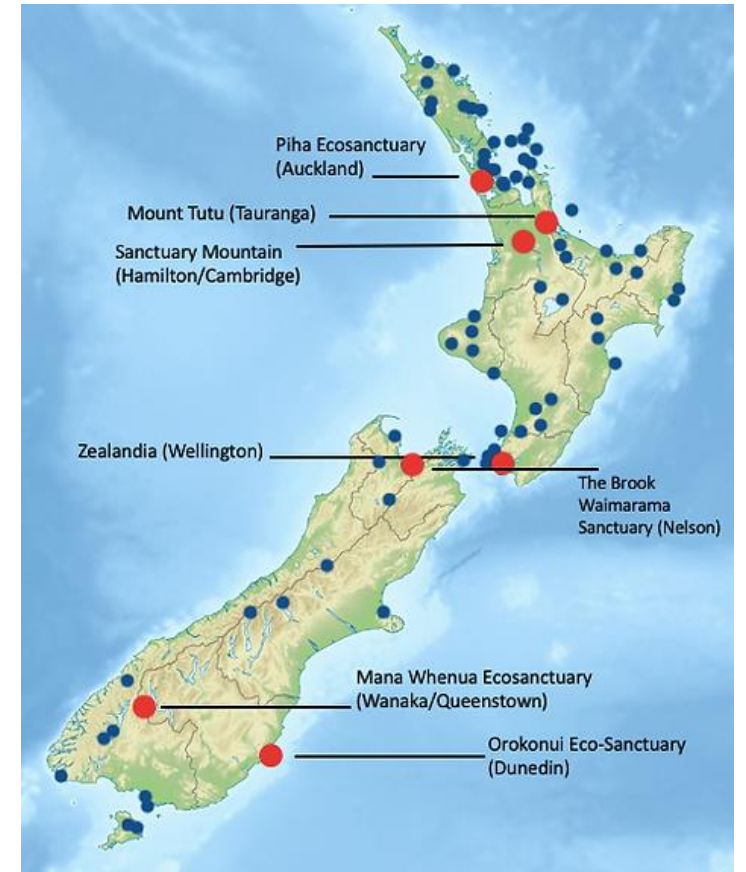 Piha Ecosanctuary
(Auckland)
Mount Tutu (Tauranga)
Sanctuary Mountain
(Hamilton/Cambridge)
Zealandia (Wellington)
The Brook
Waimarama
Sanctuary (Nelson)
Mana Whenua Ecosanctuary
(Wanaka/Queenstown)
Orokonui Eco-Sanctuary
(Dunedin)